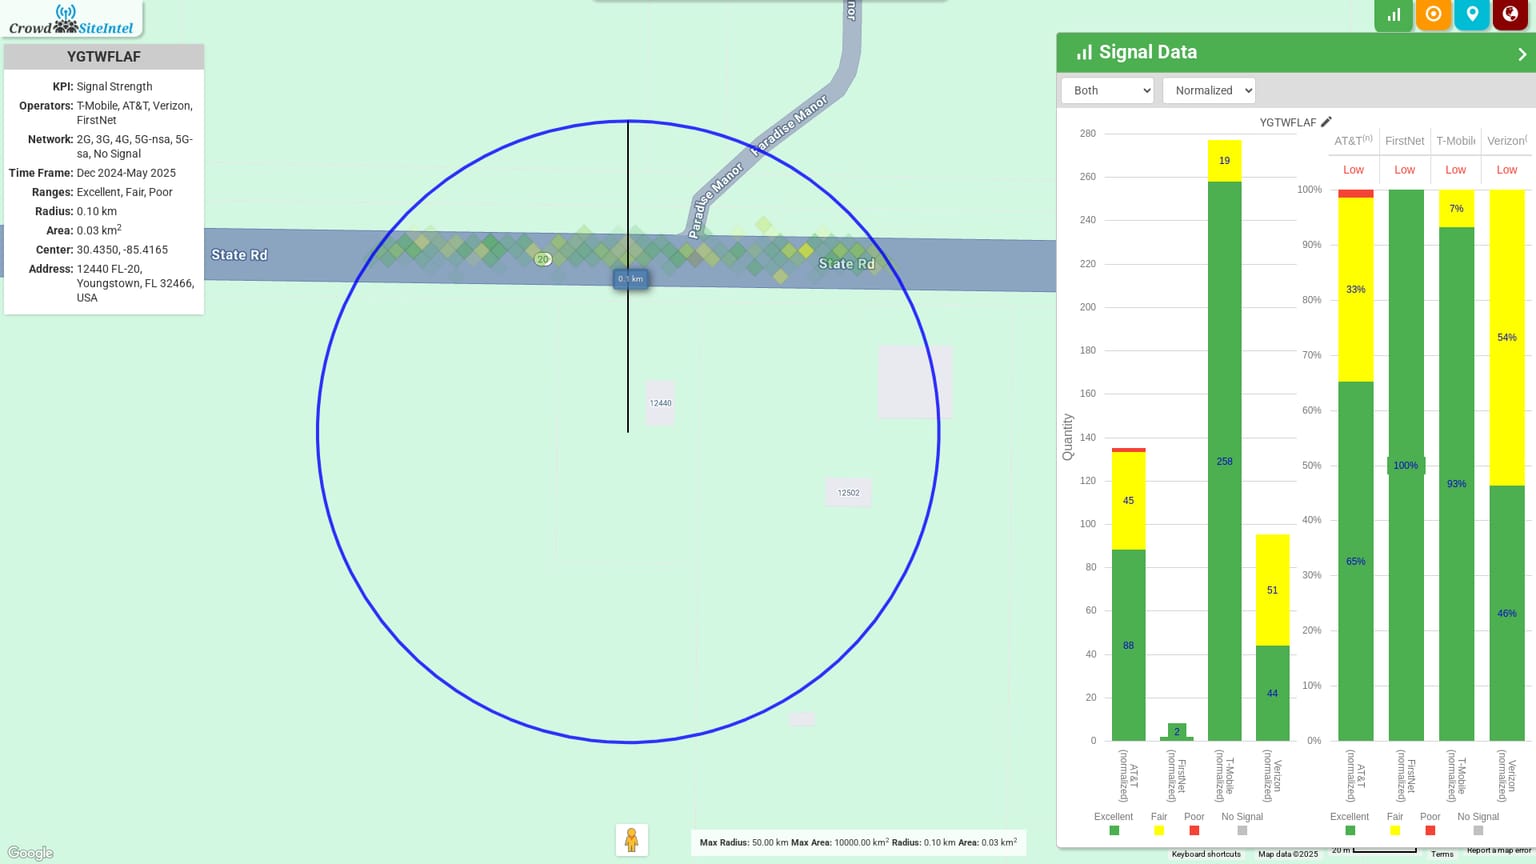 CrowdSiteIntel
YGTWFLAF
KPI: Signal Strength
Operators: T-Mobile, AT&T, Verizon,
FirstNet
Network: 2G, 3G, 4G, 5G-nsa, 5G-
sa, No Signal
Time Frame: Dec 2024-May 2025
Ranges: Excellent, Fair, Poor
Radius: 0.10 km
Area: 0.03 km²
Center: 30.4350, -85.4165
Address: 12440 FL-20,
Youngstown, FL 32466,
USA
nor
Paradise Manor
Paradise Manor
State Rd
State Rd
20
0.1 km
12440
12502
Google
Max Radius: 50.00 km Max Area: 10000.00 km² Radius: 0.10 km Area: 0.03 km²
Signal Data
Both
Normalized
YGTWFLAF
Quantity
280
260
240
220
200
180
160
140
120
100
80
60
40
20
0
45
88
2
19
258
51
44
AT&T (normalized)
FirstNet (normalized)
T-Mobile (normalized)
Verizon (normalized)
Excellent Fair Poor No Signal
AT&T(n) FirstNet T-Mobile Verizon(
Low Low Low Low
100%
90%
80%
70%
60%
50%
40%
30%
20%
10%
0%
33%
65%
100%
7%
93%
54%
46%
AT&T (normalized)
FirstNet (normalized)
T-Mobile (normalized)
Verizon (normalized)
Excellent Fair Poor No Signal
Keyboard shortcuts Map data ©2025 20 m Terms Report a map error